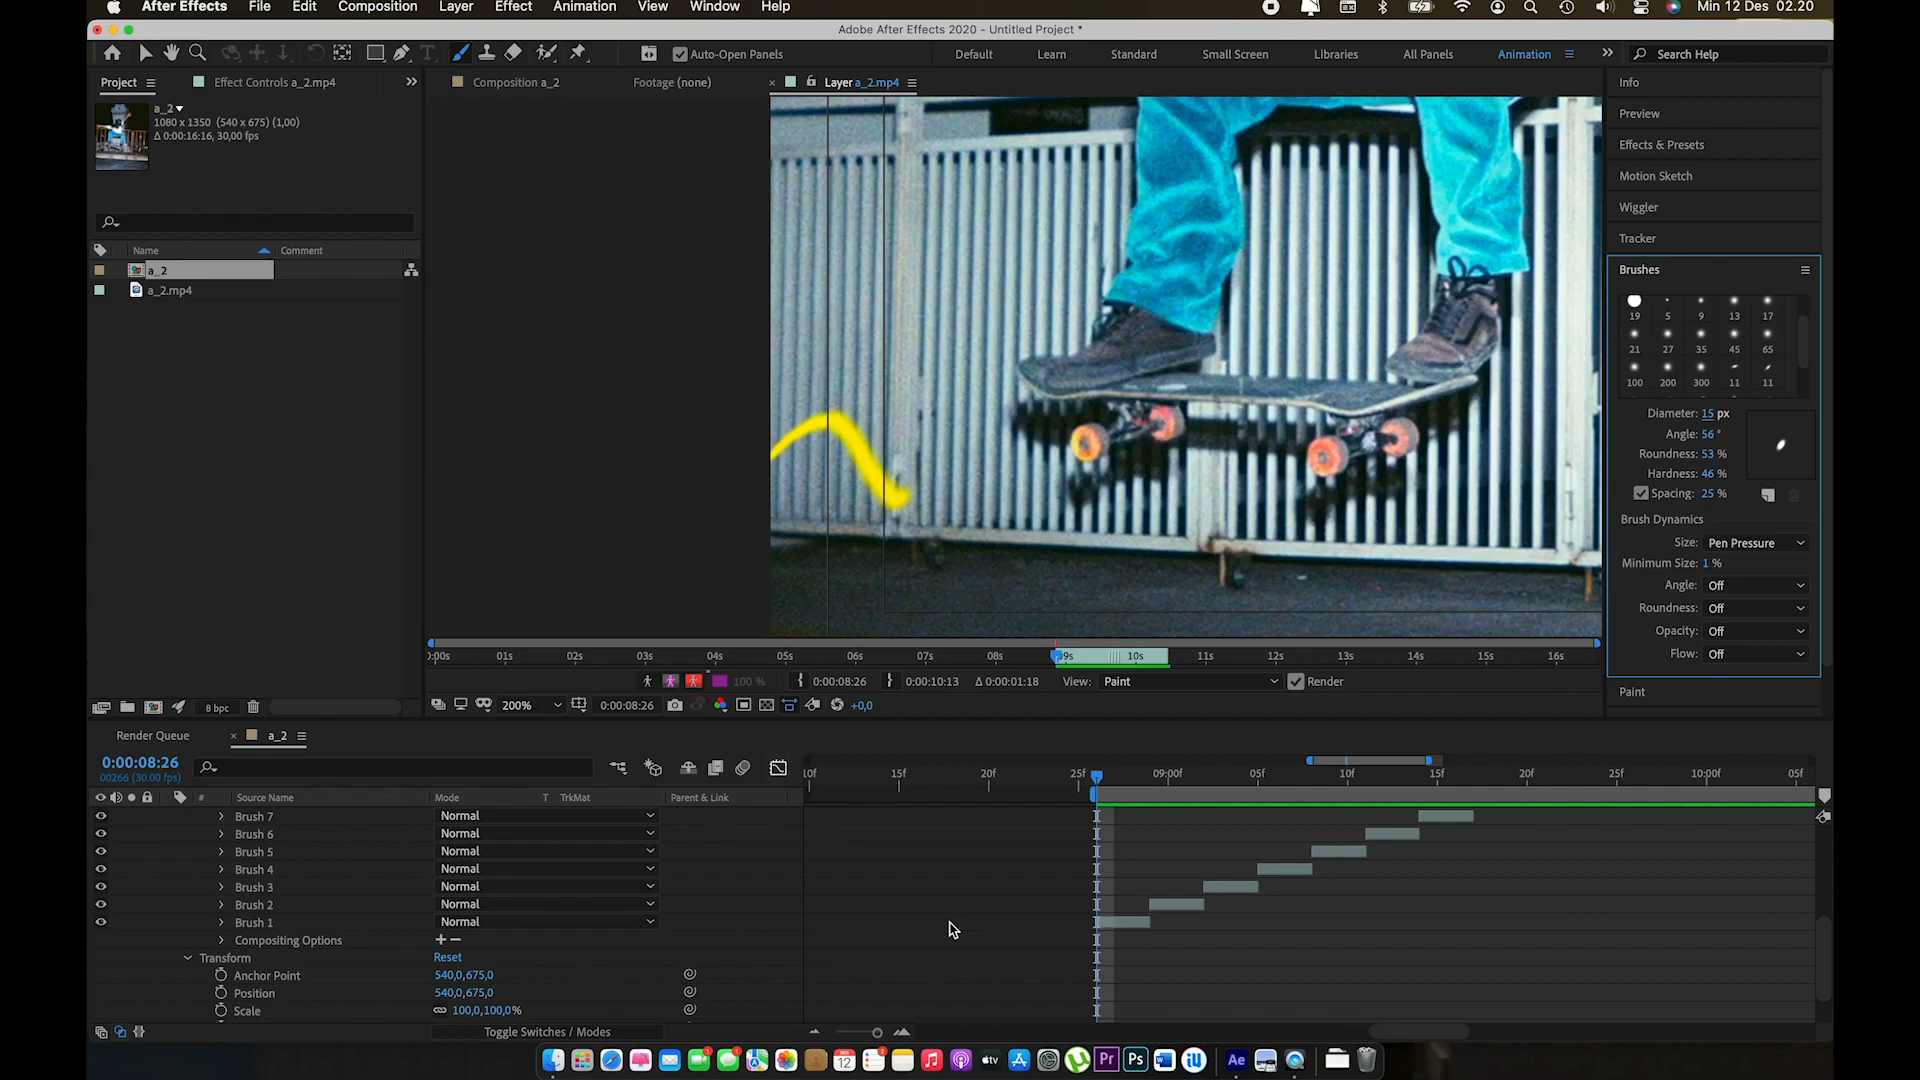 After Effects File Edit Composition Layer Effect Animation View Window Help Min 12 Des 02.20
Adobe After Effects 2020 - Untitled Project *
Auto-Open Panels Default Learn Standard Small Screen Libraries All Panels Animation Search Help
Project Effect Controls a_2.mp4 Composition a_2 Footage (none) Layer a_2.mp4 Info
a_2
1080 x 1350 (540 x 675) (1,00)
Δ 0:00:16:16, 30,00 fps
Preview
Effects & Presets
Motion Sketch
Wiggler
Tracker
Name Comment
a_2
a_2.mp4
Brushes
19 5 9 13 17
21 27 35 45 65
100 200 300 11 11
Diameter: 15 px
Angle: 56 °
Roundness: 53 %
Hardness: 46 %
Spacing: 25 %
Brush Dynamics
Size: Pen Pressure
Minimum Size: 1 %
Angle: Off
Roundness: Off
Opacity: Off
Flow: Off
Paint
0:00s 01s 02s 03s 04s 05s 06s 07s 08s 09s 10s 11s 12s 13s 14s 15s 16s
100 % 0:00:08:26 0:00:10:13 Δ 0:00:01:18 View: Paint Render
8 bpc 200% 0:00:08:26 +0,0
Render Queue a_2
0:00:08:26
00266 (30.00 fps)
10f 15f 20f 25f 09:00f 05f 10f 15f 20f 25f 10:00f 05f
# Source Name Mode T TrkMat Parent & Link
Brush 7 Normal
Brush 6 Normal
Brush 5 Normal
Brush 4 Normal
Brush 3 Normal
Brush 2 Normal
Brush 1 Normal
Compositing Options + −
Transform Reset
Anchor Point 540,0,675,0
Position 540,0,675,0
Scale 100,0,100,0%
Toggle Switches / Modes
DEC 12 tv Pr Ps W Ae